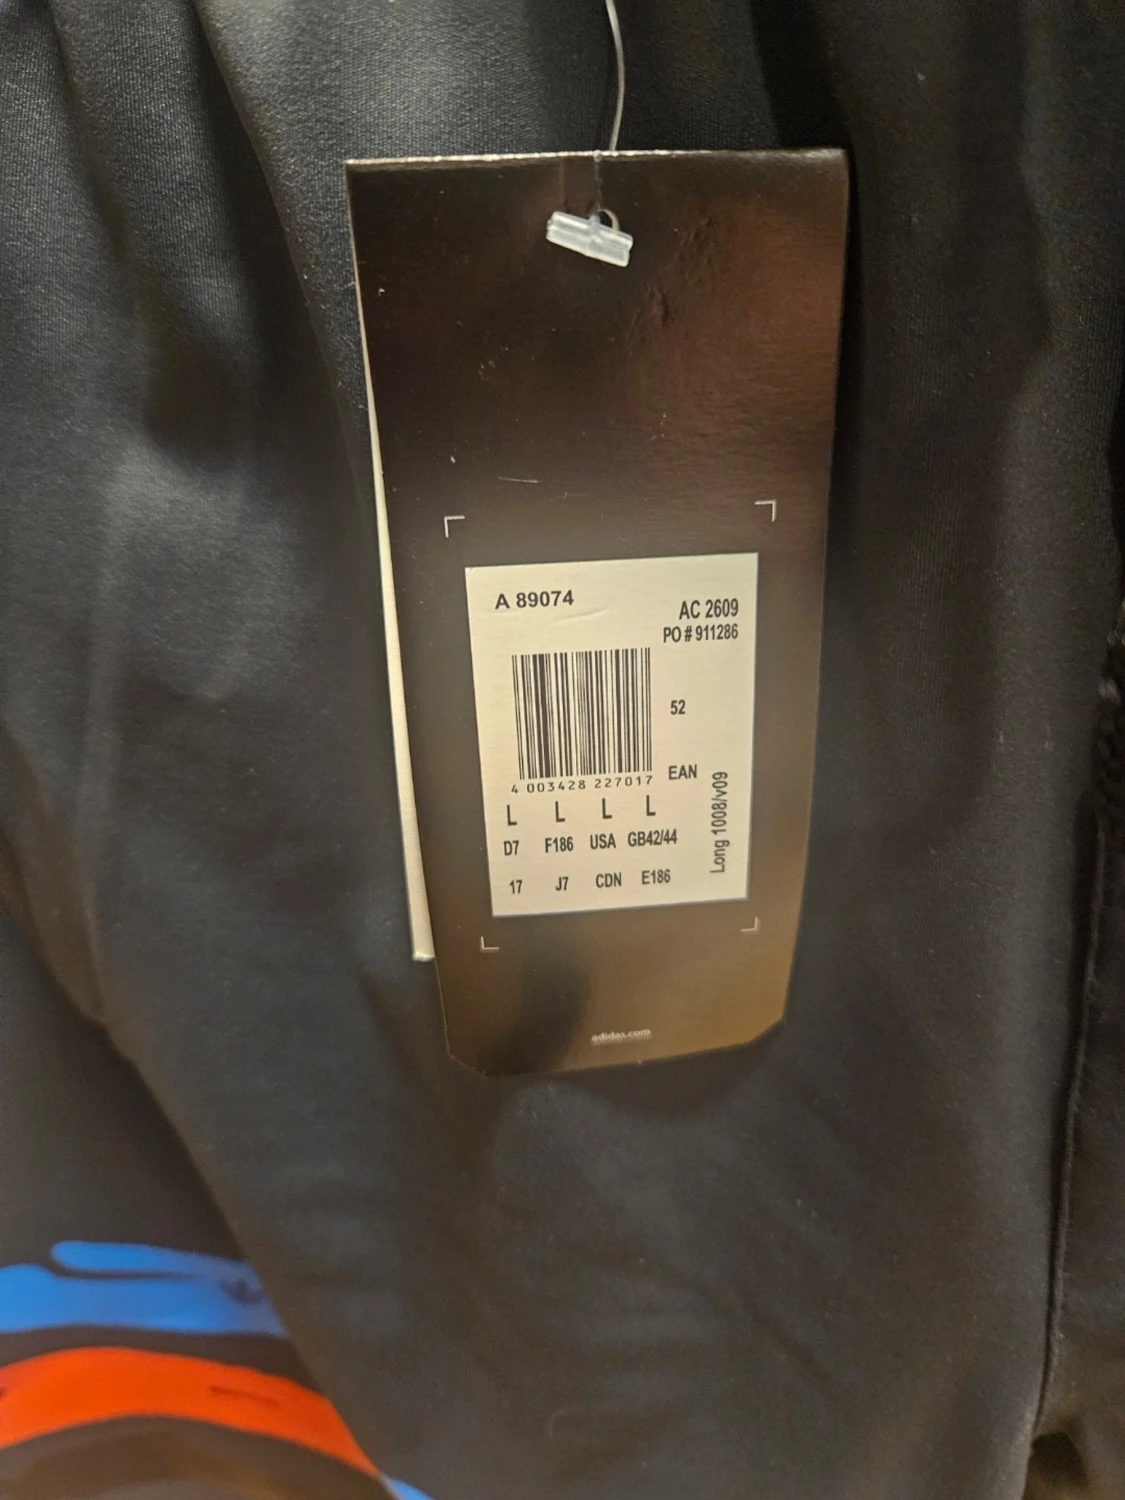 A 89074
AC 2609
PO # 911286
52
4 003428 227017
EAN
L L L L
D7 F186 USA GB42/44
17 J7 CDN E186
Long 1008/v09
adidas.com